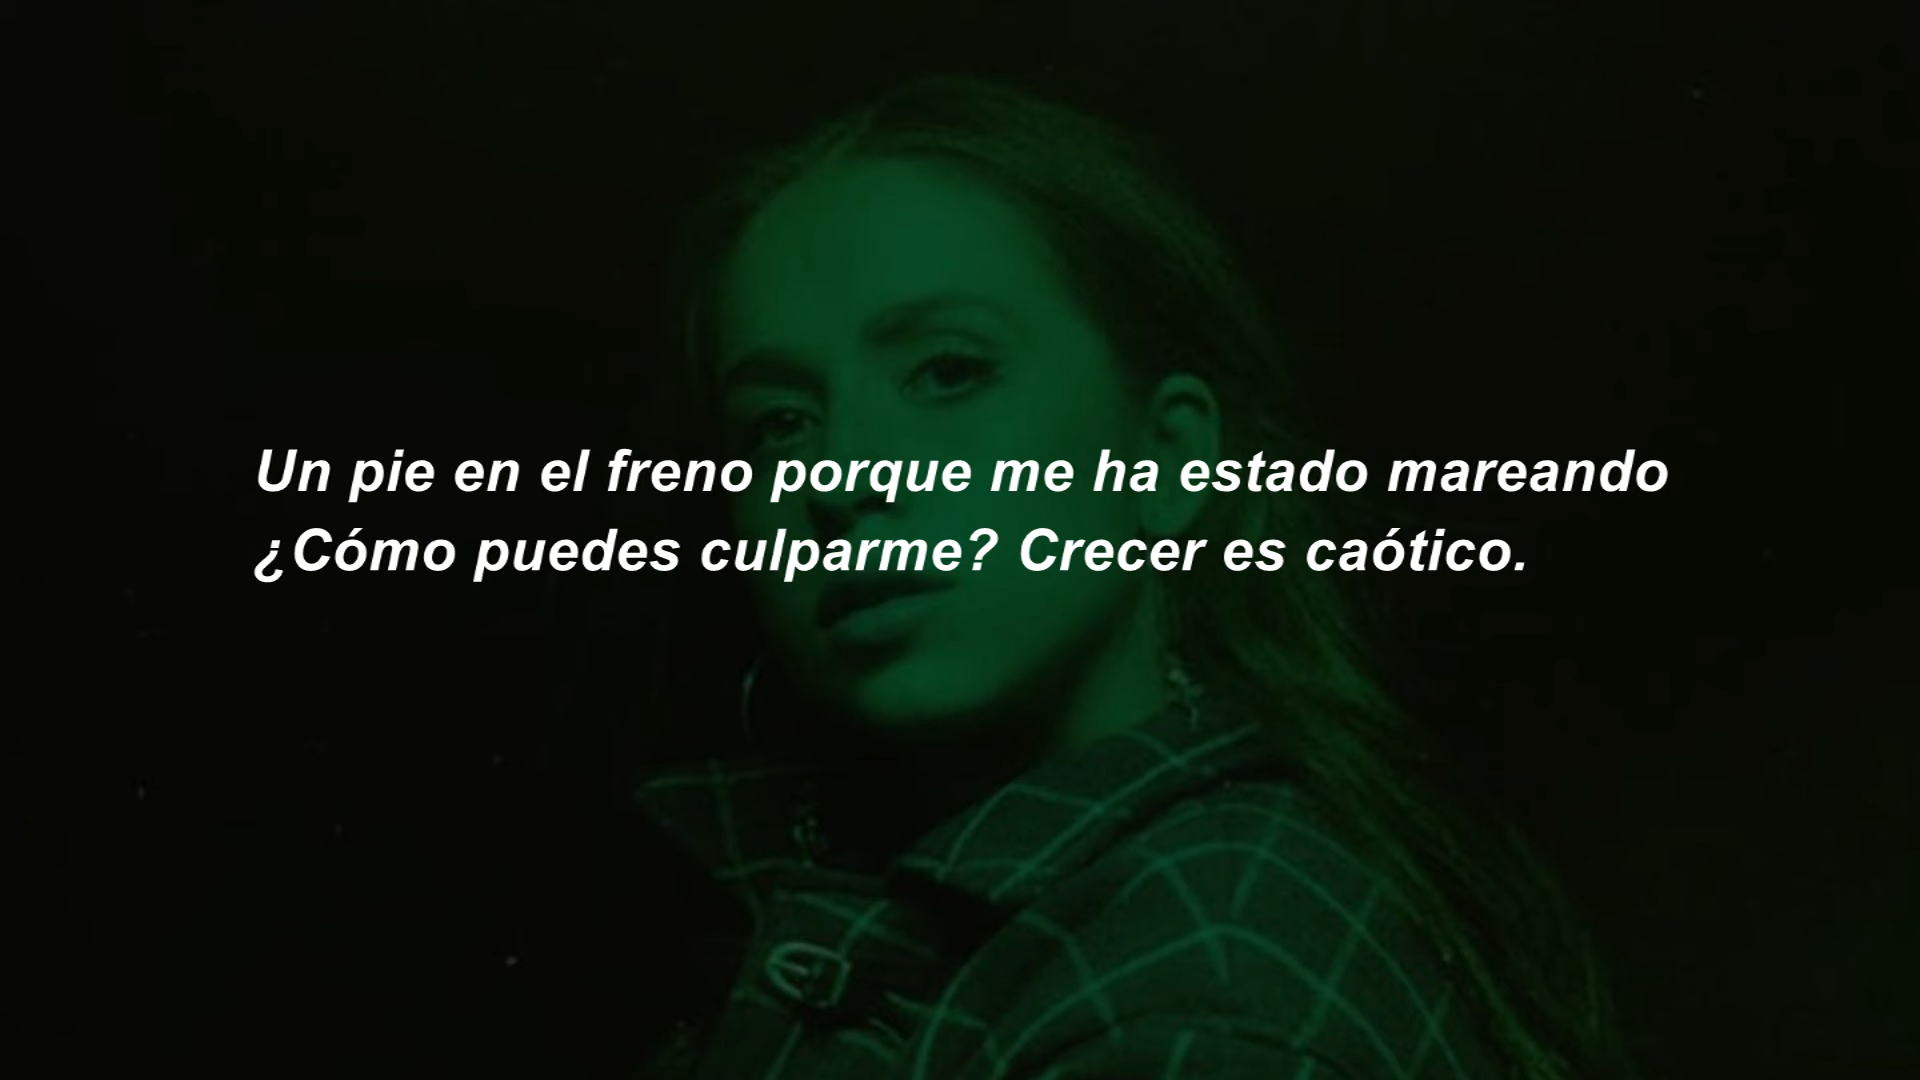 Un pie en el freno porque me ha estado mareando
¿Cómo puedes culparme? Crecer es caótico.